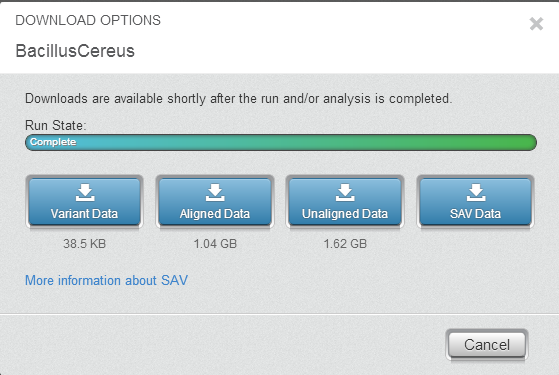 DOWNLOAD OPTIONS
BacillusCereus
Downloads are available shortly after the run and/or analysis is completed.
Run State:
Complete
Variant Data Aligned Data Unaligned Data SAV Data
38.5 KB 1.04 GB 1.62 GB
More information about SAV
Cancel